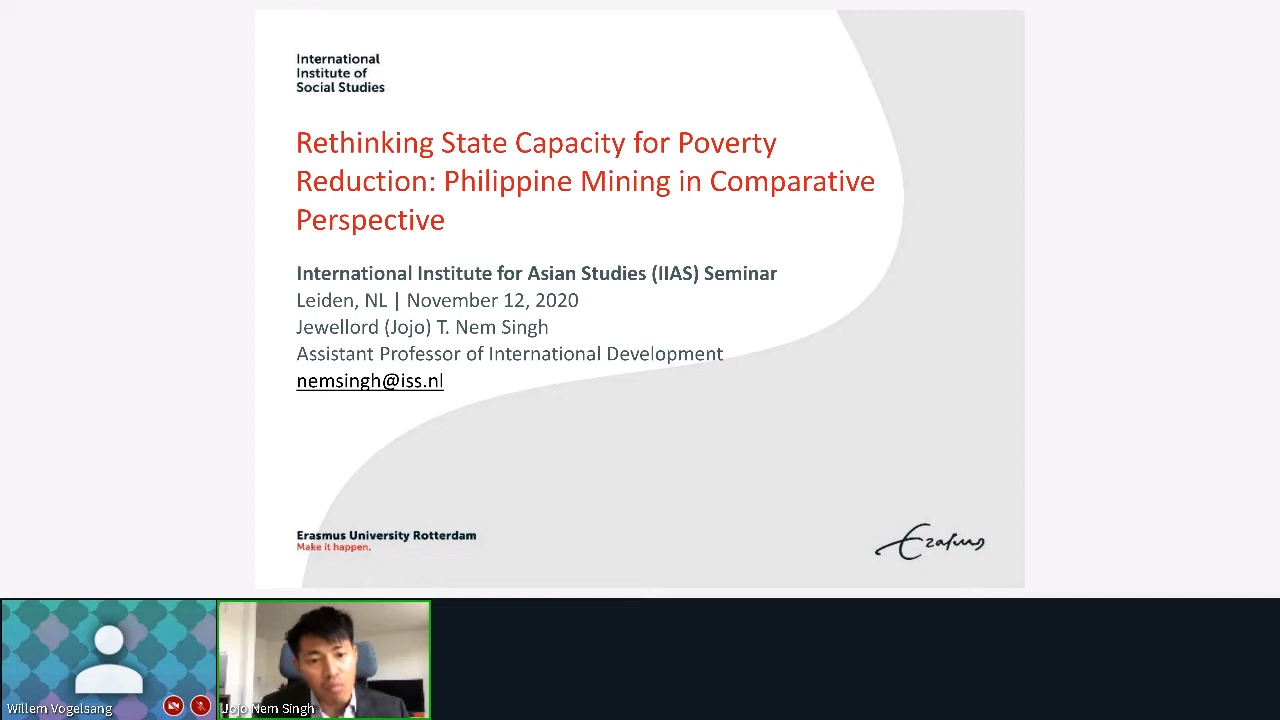 International
Institute of
Social Studies
Rethinking State Capacity for Poverty
Reduction: Philippine Mining in Comparative
Perspective
International Institute for Asian Studies (IIAS) Seminar
Leiden, NL | November 12, 2020
Jewellord (Jojo) T. Nem Singh
Assistant Professor of International Development
nemsingh@iss.nl
Erasmus University Rotterdam
Make it happen.
Erasmus
Willem Vogelsang
Jojo Nem Singh